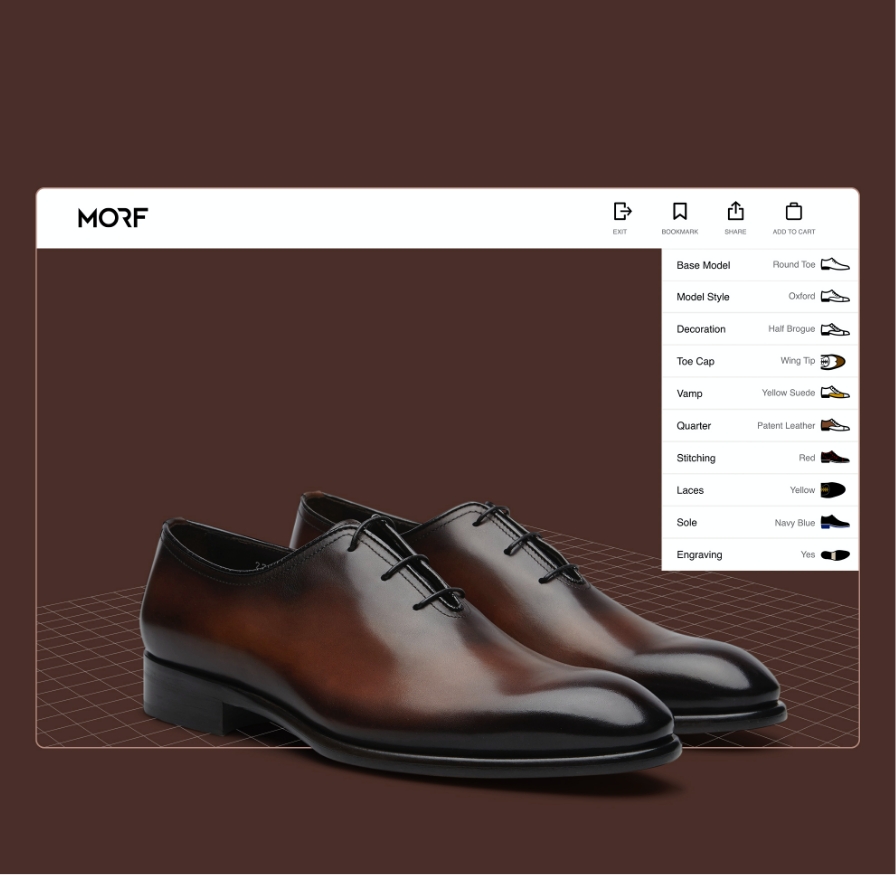 MORF
EXIT
BOOKMARK
SHARE
ADD TO CART
Base Model Round Toe
Model Style Oxford
Decoration Half Brogue
Toe Cap Wing Tip
Vamp Yellow Suede
Quarter Patent Leather
Stitching Red
Laces Yellow
Sole Navy Blue
Engraving Yes